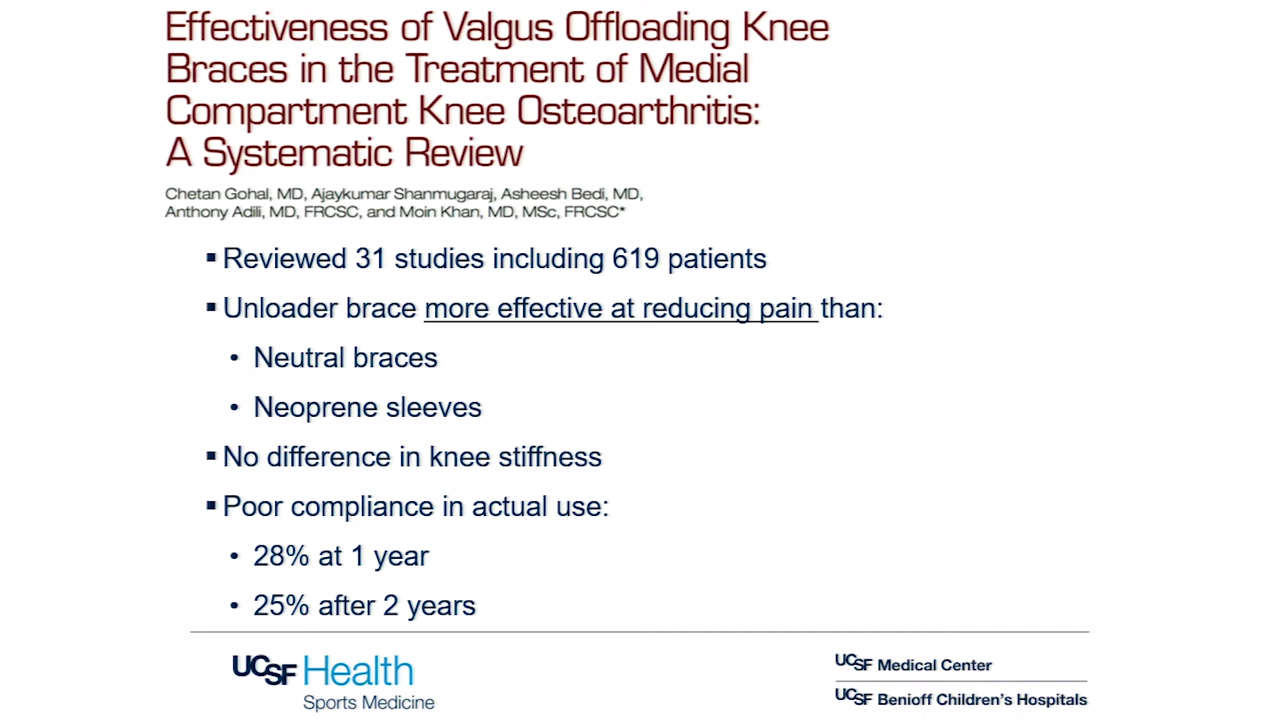 Effectiveness of Valgus Offloading Knee
Braces in the Treatment of Medial
Compartment Knee Osteoarthritis:
A Systematic Review
Chetan Gohal, MD, Ajaykumar Shanmugaraj, Asheesh Bedi, MD,
Anthony Adili, MD, FRCSC, and Moin Khan, MD, MSc, FRCSC*
▪ Reviewed 31 studies including 619 patients
▪ Unloader brace more effective at reducing pain than:
• Neutral braces
• Neoprene sleeves
▪ No difference in knee stiffness
▪ Poor compliance in actual use:
• 28% at 1 year
• 25% after 2 years
UCSF Health
Sports Medicine
UCSF Medical Center
UCSF Benioff Children's Hospitals